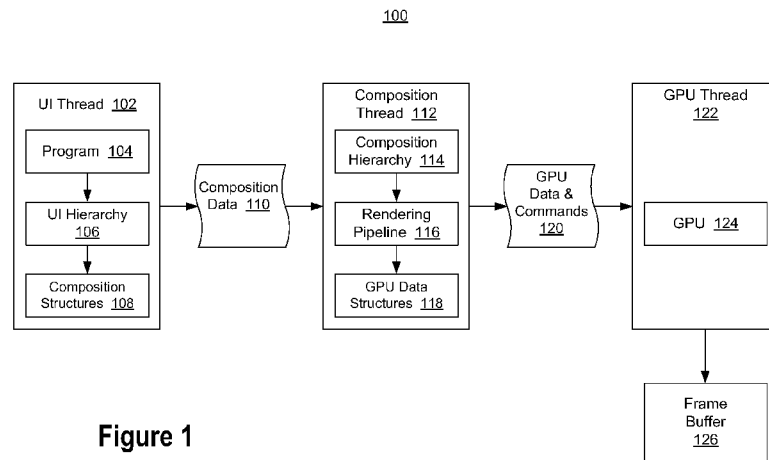 100
UI Thread 102
Program 104
UI Hierarchy
106
Composition
Structures 108
Composition
Data 110
Composition
Thread 112
Composition
Hierarchy 114
Rendering
Pipeline 116
GPU Data
Structures 118
GPU
Data &
Commands
120
GPU Thread
122
GPU 124
Frame
Buffer
126
Figure 1